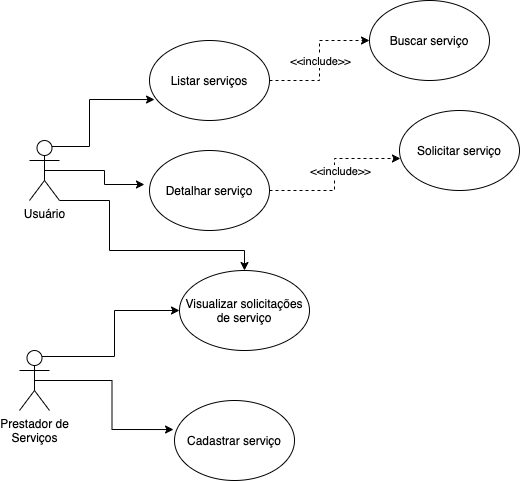 Buscar serviço
<<include>>
Listar serviços
Solicitar serviço
<<include>>
Detalhar serviço
Usuário
Visualizar solicitações
de serviço
Prestador de
Serviços
Cadastrar serviço